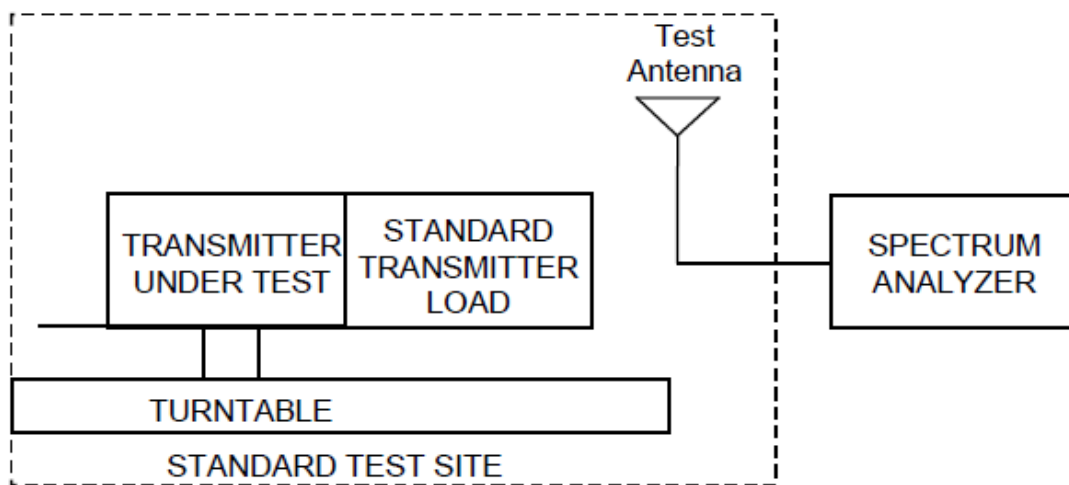 Test
Antenna
TRANSMITTER
UNDER TEST
STANDARD
TRANSMITTER
LOAD
SPECTRUM
ANALYZER
TURNTABLE
STANDARD TEST SITE